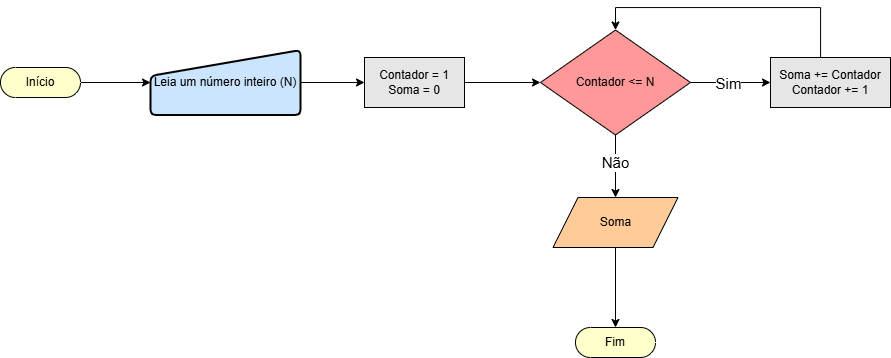 Início
Leia um número inteiro (N)
Contador = 1
Soma = 0
Contador <= N
Sim
Soma += Contador
Contador += 1
Não
Soma
Fim